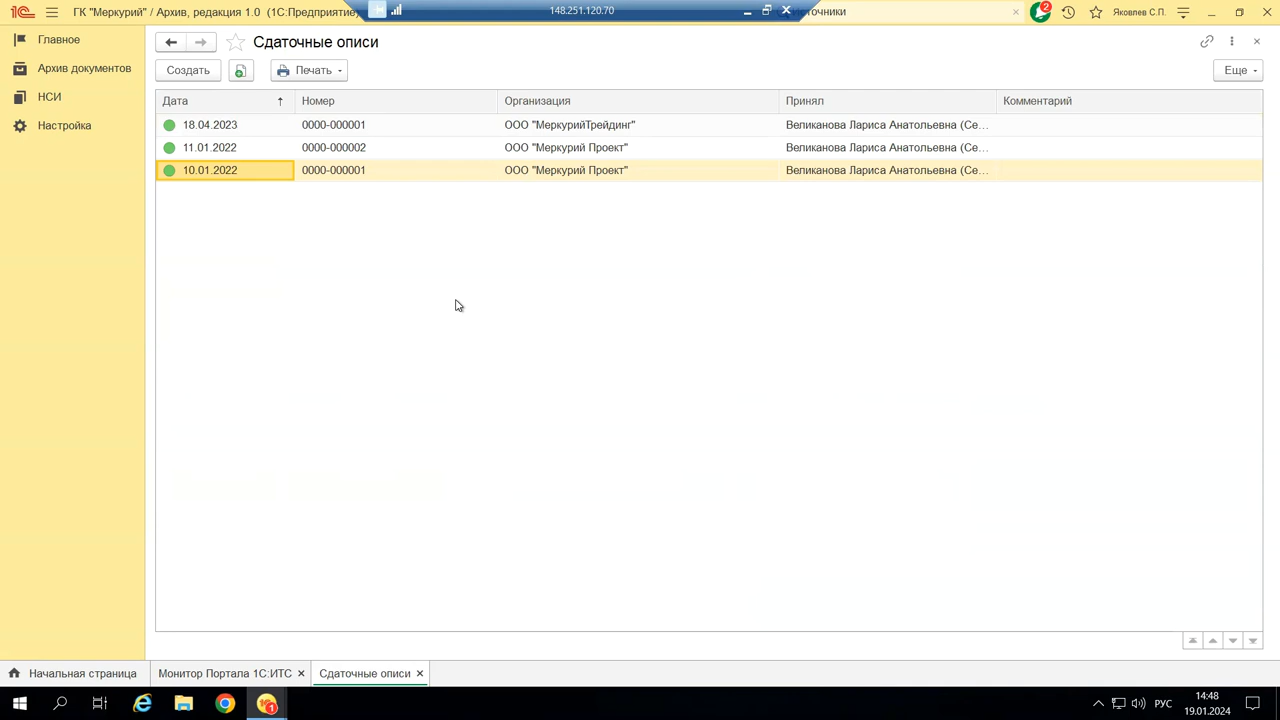 ГК "Меркурий" / Архив, редакция 1.0 (1С:Предприятие)
148.251.120.70
точники
2
Яковлев С.П.
Главное
Архив документов
НСИ
Настройка
Сдаточные описи
Создать
Печать
Еще
Дата Номер Организация Принял Комментарий
18.04.2023 0000-000001 ООО "МеркурийТрейдинг" Великанова Лариса Анатольевна (Се...
11.01.2022 0000-000002 ООО "Меркурий Проект" Великанова Лариса Анатольевна (Се...
10.01.2022 0000-000001 ООО "Меркурий Проект" Великанова Лариса Анатольевна (Се...
Начальная страница Монитор Портала 1С:ИТС Сдаточные описи
1
РУС
14:48
19.01.2024